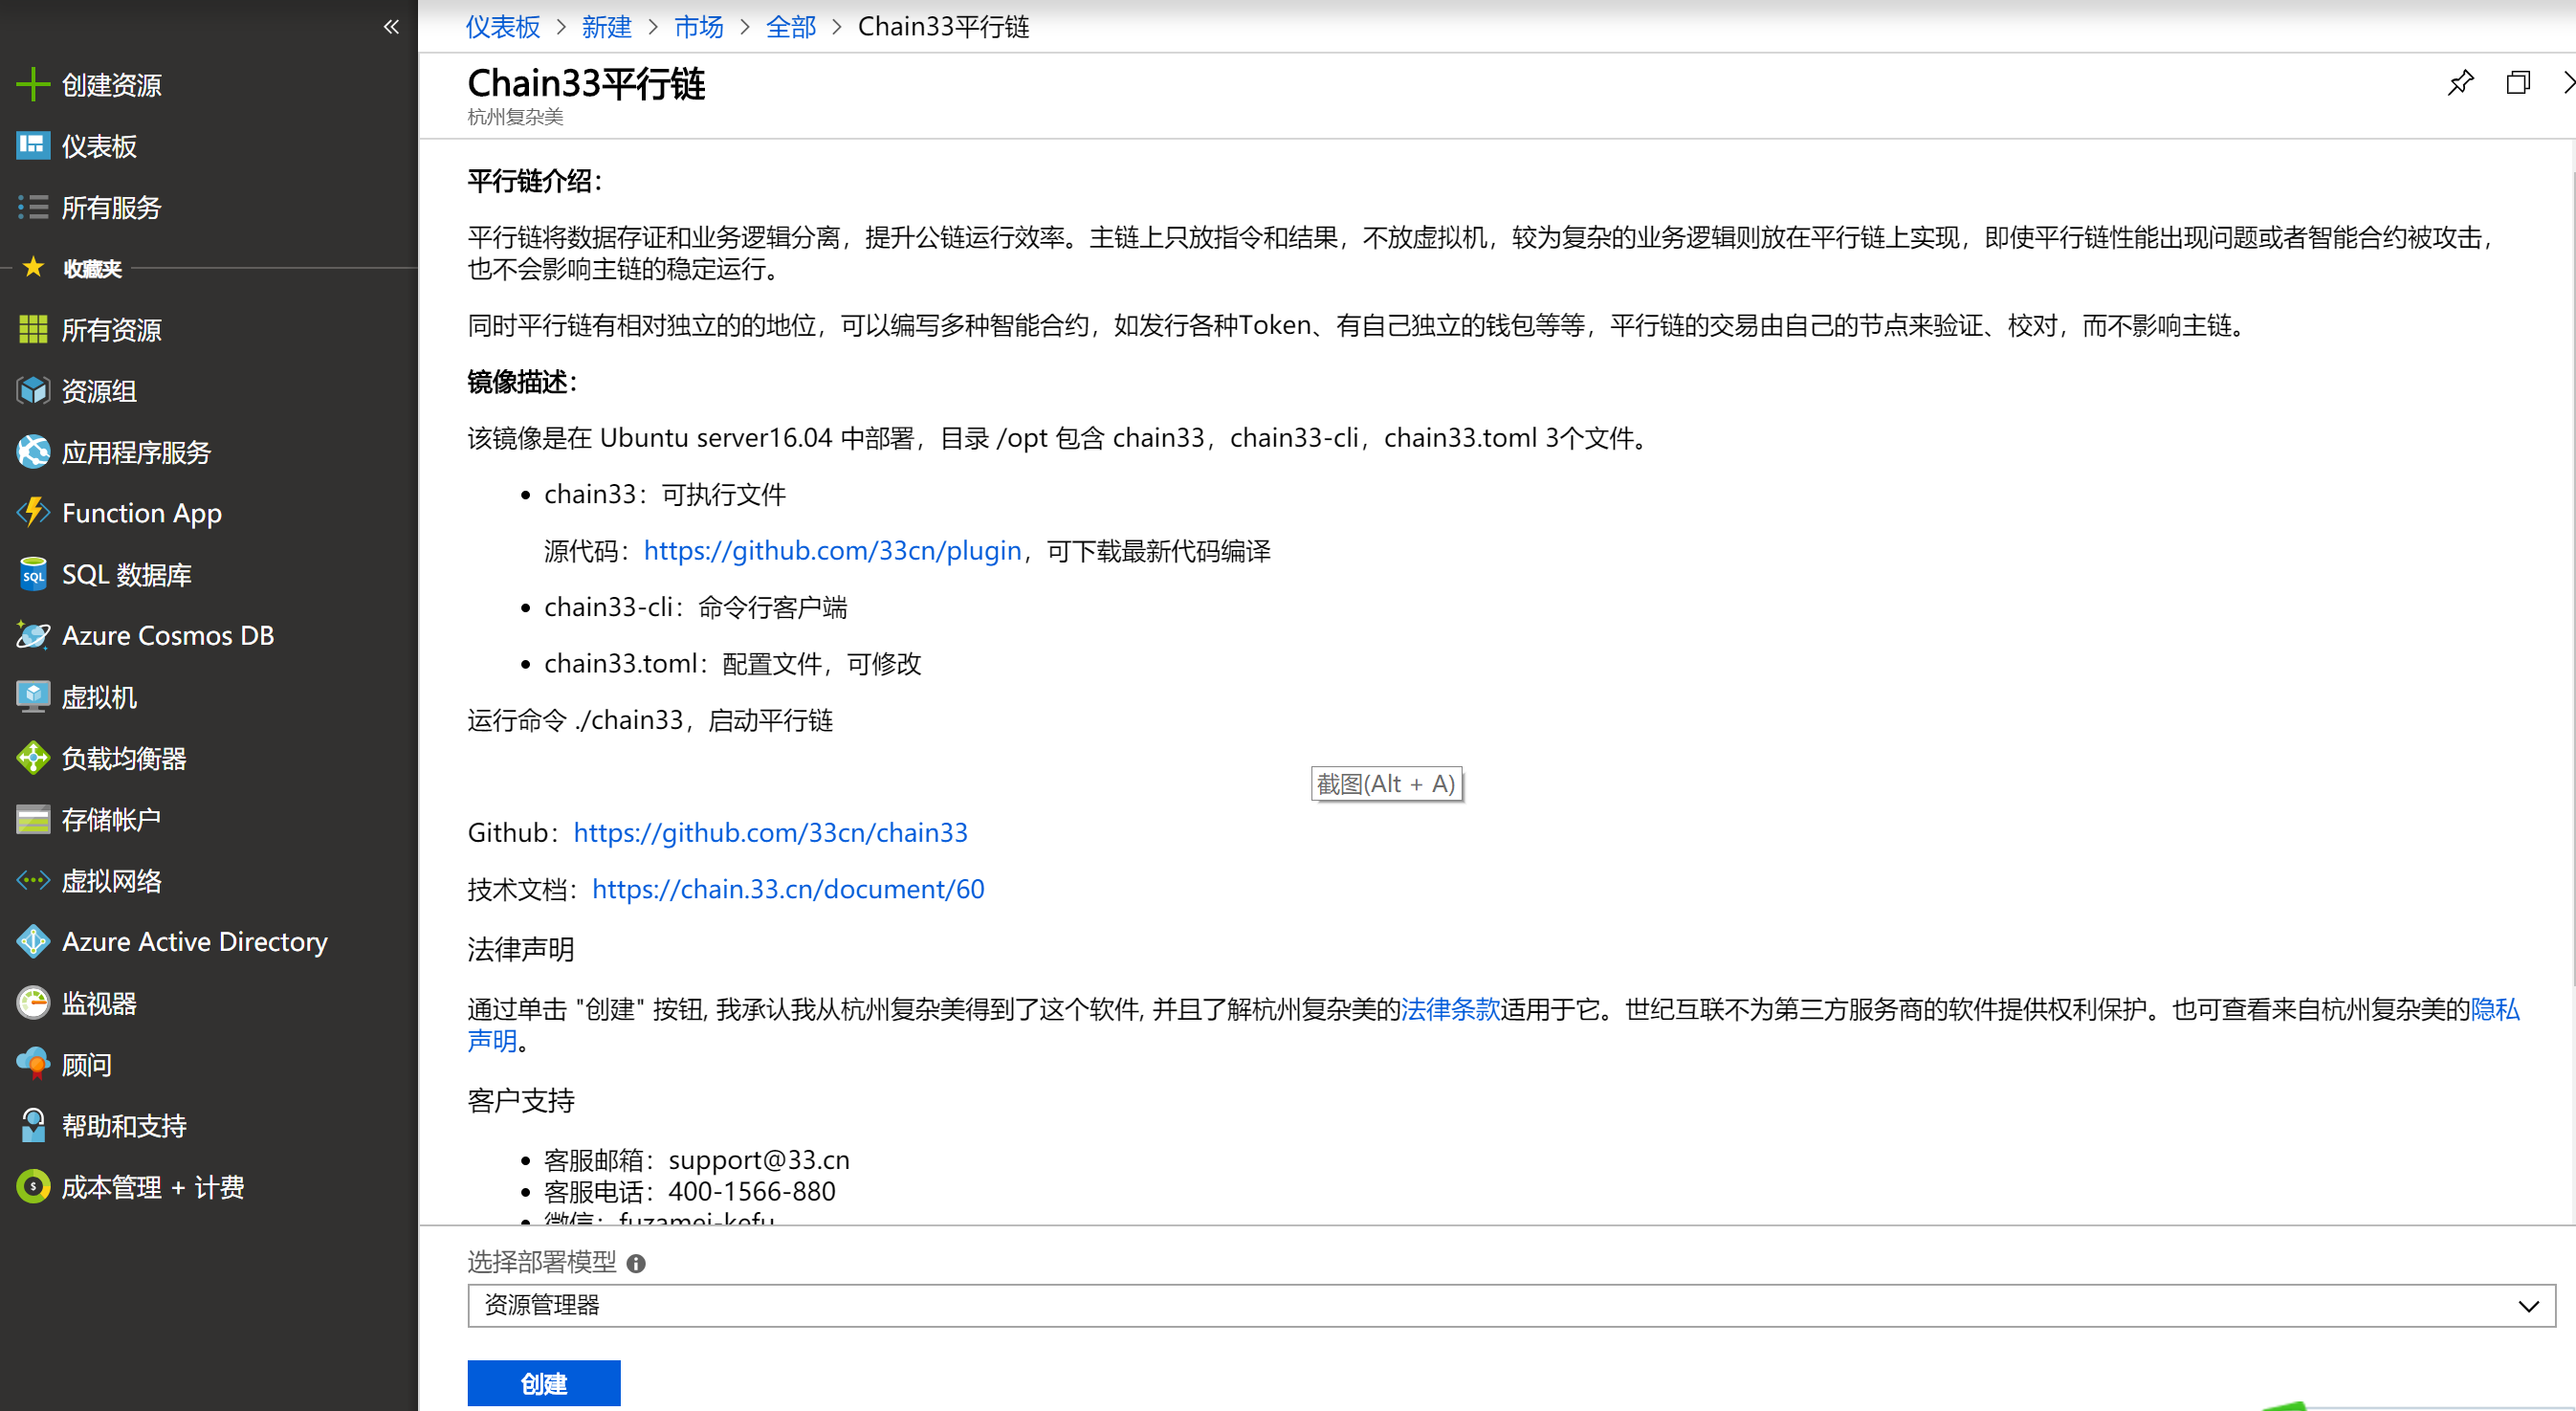 创建资源
仪表板
所有服务
收藏夹
所有资源
资源组
应用程序服务
Function App
SQL 数据库
Azure Cosmos DB
虚拟机
负载均衡器
存储帐户
虚拟网络
Azure Active Directory
监视器
顾问
帮助和支持
成本管理 + 计费
仪表板 > 新建 > 市场 > 全部 > Chain33平行链
Chain33平行链
杭州复杂美
平行链介绍：
平行链将数据存证和业务逻辑分离，提升公链运行效率。主链上只放指令和结果，不放虚拟机，较为复杂的业务逻辑则放在平行链上实现，即使平行链性能出现问题或者智能合约被攻击，
也不会影响主链的稳定运行。
同时平行链有相对独立的的地位，可以编写多种智能合约，如发行各种Token、有自己独立的钱包等等，平行链的交易由自己的节点来验证、校对，而不影响主链。
镜像描述：
该镜像是在 Ubuntu server16.04 中部署，目录 /opt 包含 chain33，chain33-cli，chain33.toml 3个文件。
• chain33：可执行文件
源代码：https://github.com/33cn/plugin，可下载最新代码编译
• chain33-cli：命令行客户端
• chain33.toml：配置文件，可修改
运行命令 ./chain33，启动平行链
截图(Alt + A)
Github：https://github.com/33cn/chain33
技术文档：https://chain.33.cn/document/60
法律声明
通过单击 "创建" 按钮, 我承认我从杭州复杂美得到了这个软件, 并且了解杭州复杂美的法律条款适用于它。世纪互联不为第三方服务商的软件提供权利保护。也可查看来自杭州复杂美的隐私
声明。
客户支持
• 客服邮箱：support@33.cn
• 客服电话：400-1566-880
• 微信：fuzamei-kefu
选择部署模型
资源管理器
创建